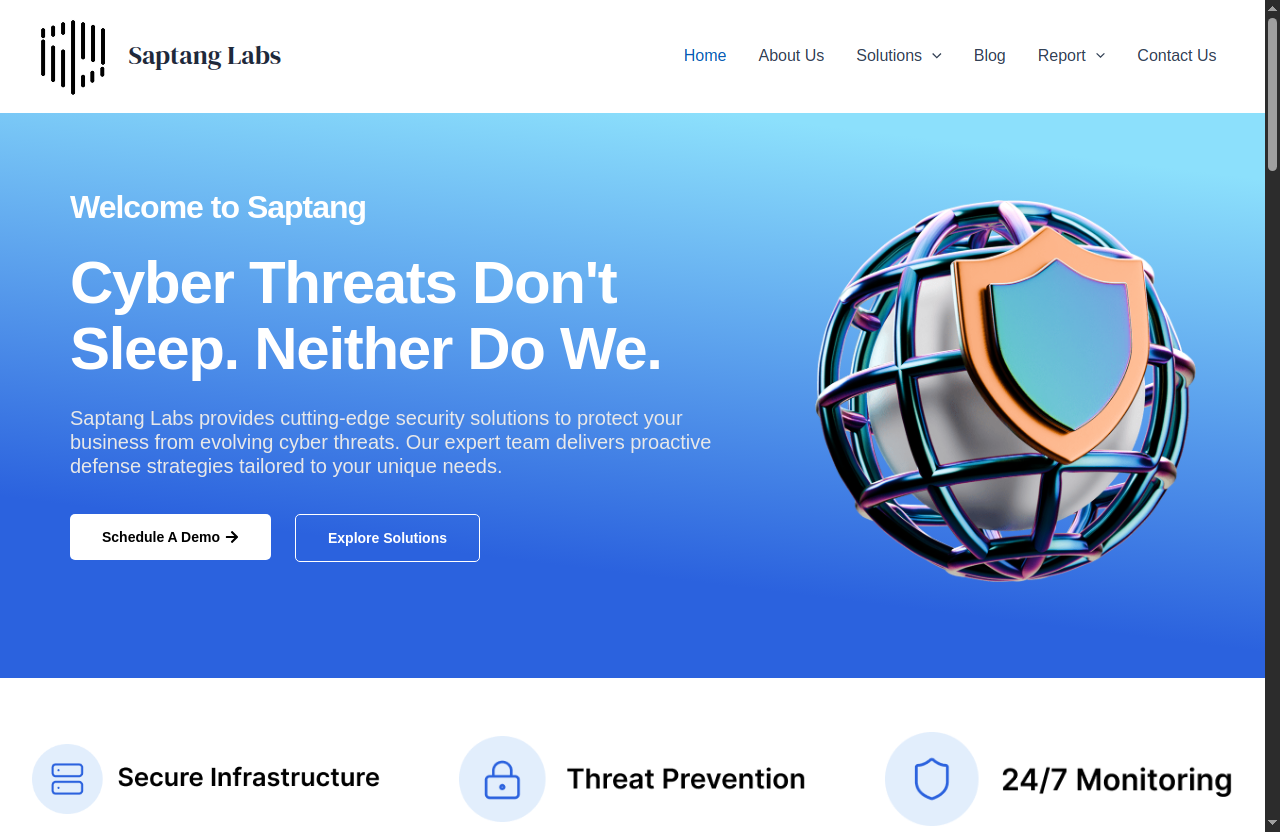 Saptang Labs
Home
About Us
Solutions
Blog
Report
Contact Us
Welcome to Saptang
Cyber Threats Don't
Sleep. Neither Do We.
Saptang Labs provides cutting-edge security solutions to protect your
business from evolving cyber threats. Our expert team delivers proactive
defense strategies tailored to your unique needs.
Schedule A Demo
Explore Solutions
Secure Infrastructure
Threat Prevention
24/7 Monitoring